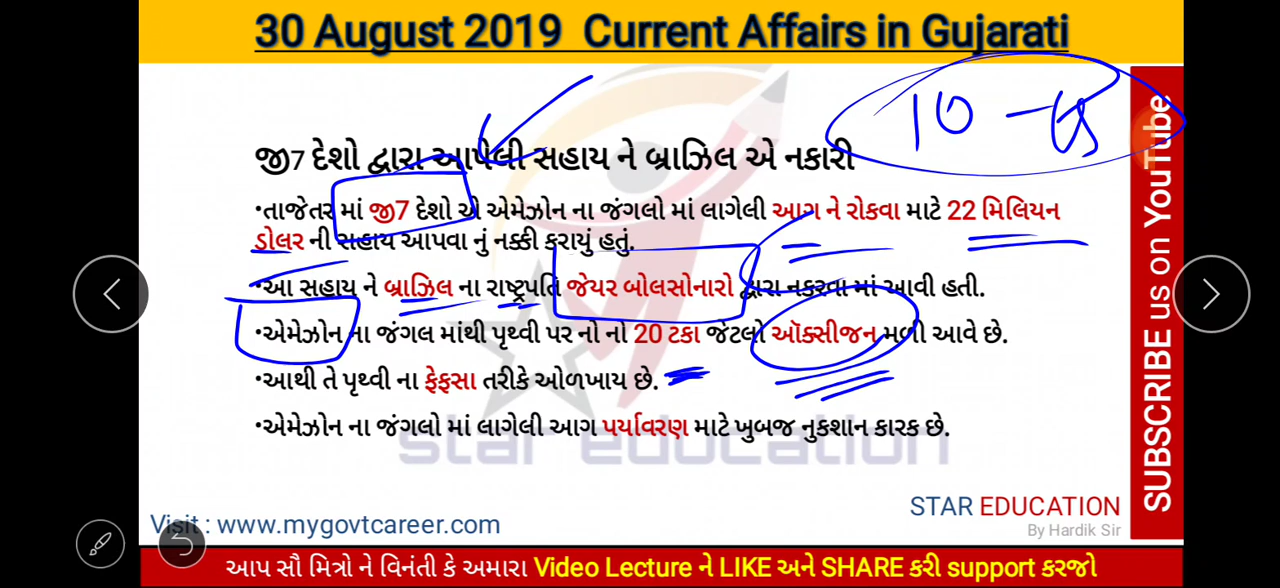 30 August 2019 Current Affairs in Gujarati
10 -
જી7 દેશો દ્વારા આપેલી સહાય ને બ્રાઝિલ એ નકારી
•તાજેતર માં જી7 દેશો એ એમેઝોન ના જંગલો માં લાગેલી આગ ને રોકવા માટે 22 મિલિયન
ડોલર ની સહાય આપવા નું નક્કી કરાયું હતું.
•આ સહાય ને બ્રાઝિલ ના રાષ્ટ્રપતિ જેયર બોલસોનારો દ્વારા નકરવા માં આવી હતી.
•એમેઝોન ના જંગલ માંથી પૃથ્વી પર નો નો 20 ટકા જેટલો ઑક્સીજન મળી આવે છે.
•આથી તે પૃથ્વી ના ફેફસા તરીકે ઓળખાય છે.
•એમેઝોન ના જંગલો માં લાગેલી આગ પર્યાવરણ માટે ખુબજ નુકશાન કારક છે.
star education
STAR EDUCATION
By Hardik Sir
Visit : www.mygovtcareer.com
SUBSCRIBE us on YouTube
આપ સૌ મિત્રો ને વિનંતી કે અમારા Video Lecture ને LIKE અને SHARE કરી support કરજો